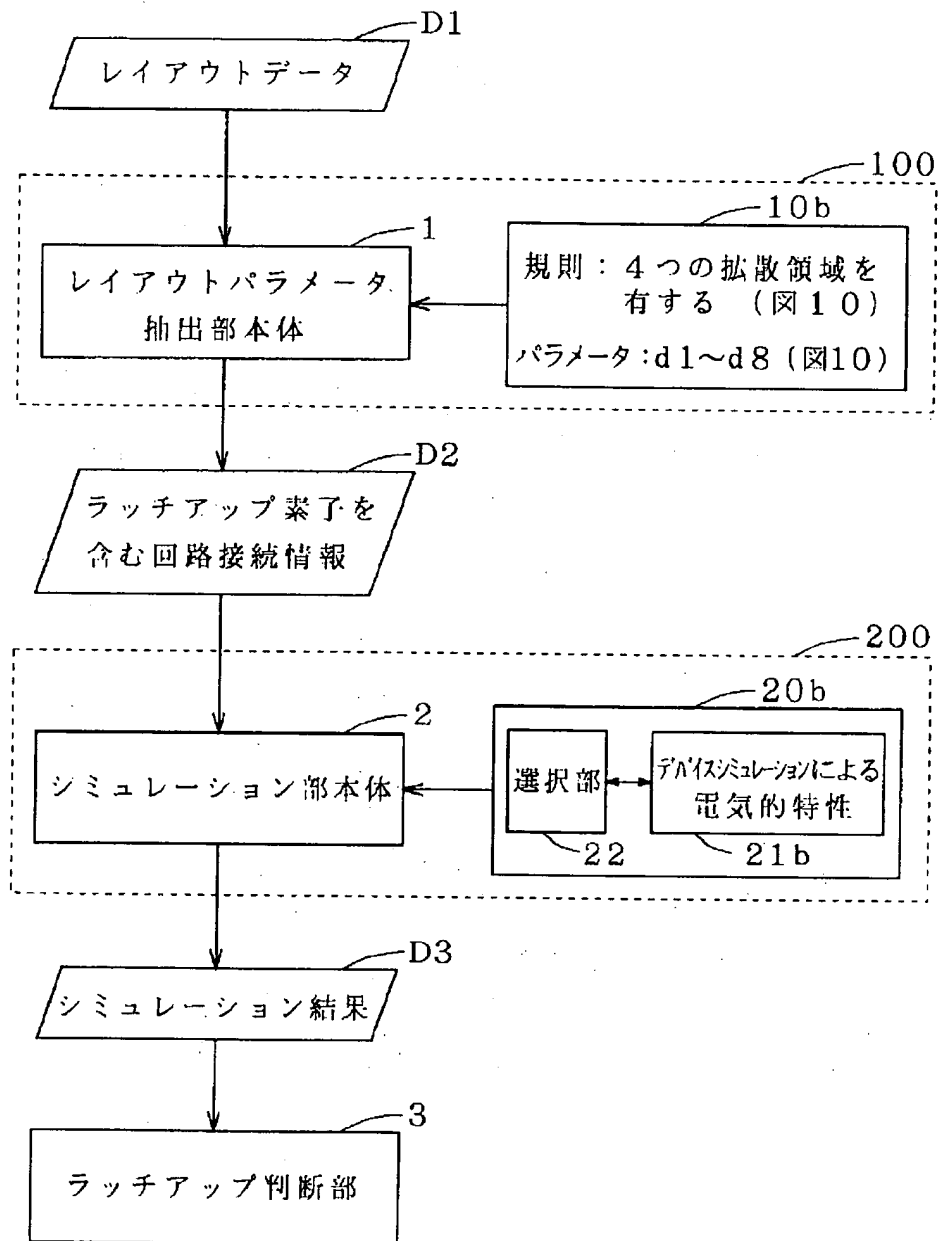 D1
レイアウトデータ
100
10b
規則：4つの拡散領域を
有する （図10）
パラメータ：d1～d8（図10）
1
レイアウトパラメータ
抽出部本体
D2
ラッチアップ素子を
含む回路接続情報
200
20b
2
シミュレーション部本体
選択部
22
デバイスシミュレーションによる
電気的特性
21b
D3
シミュレーション結果
3
ラッチアップ判断部